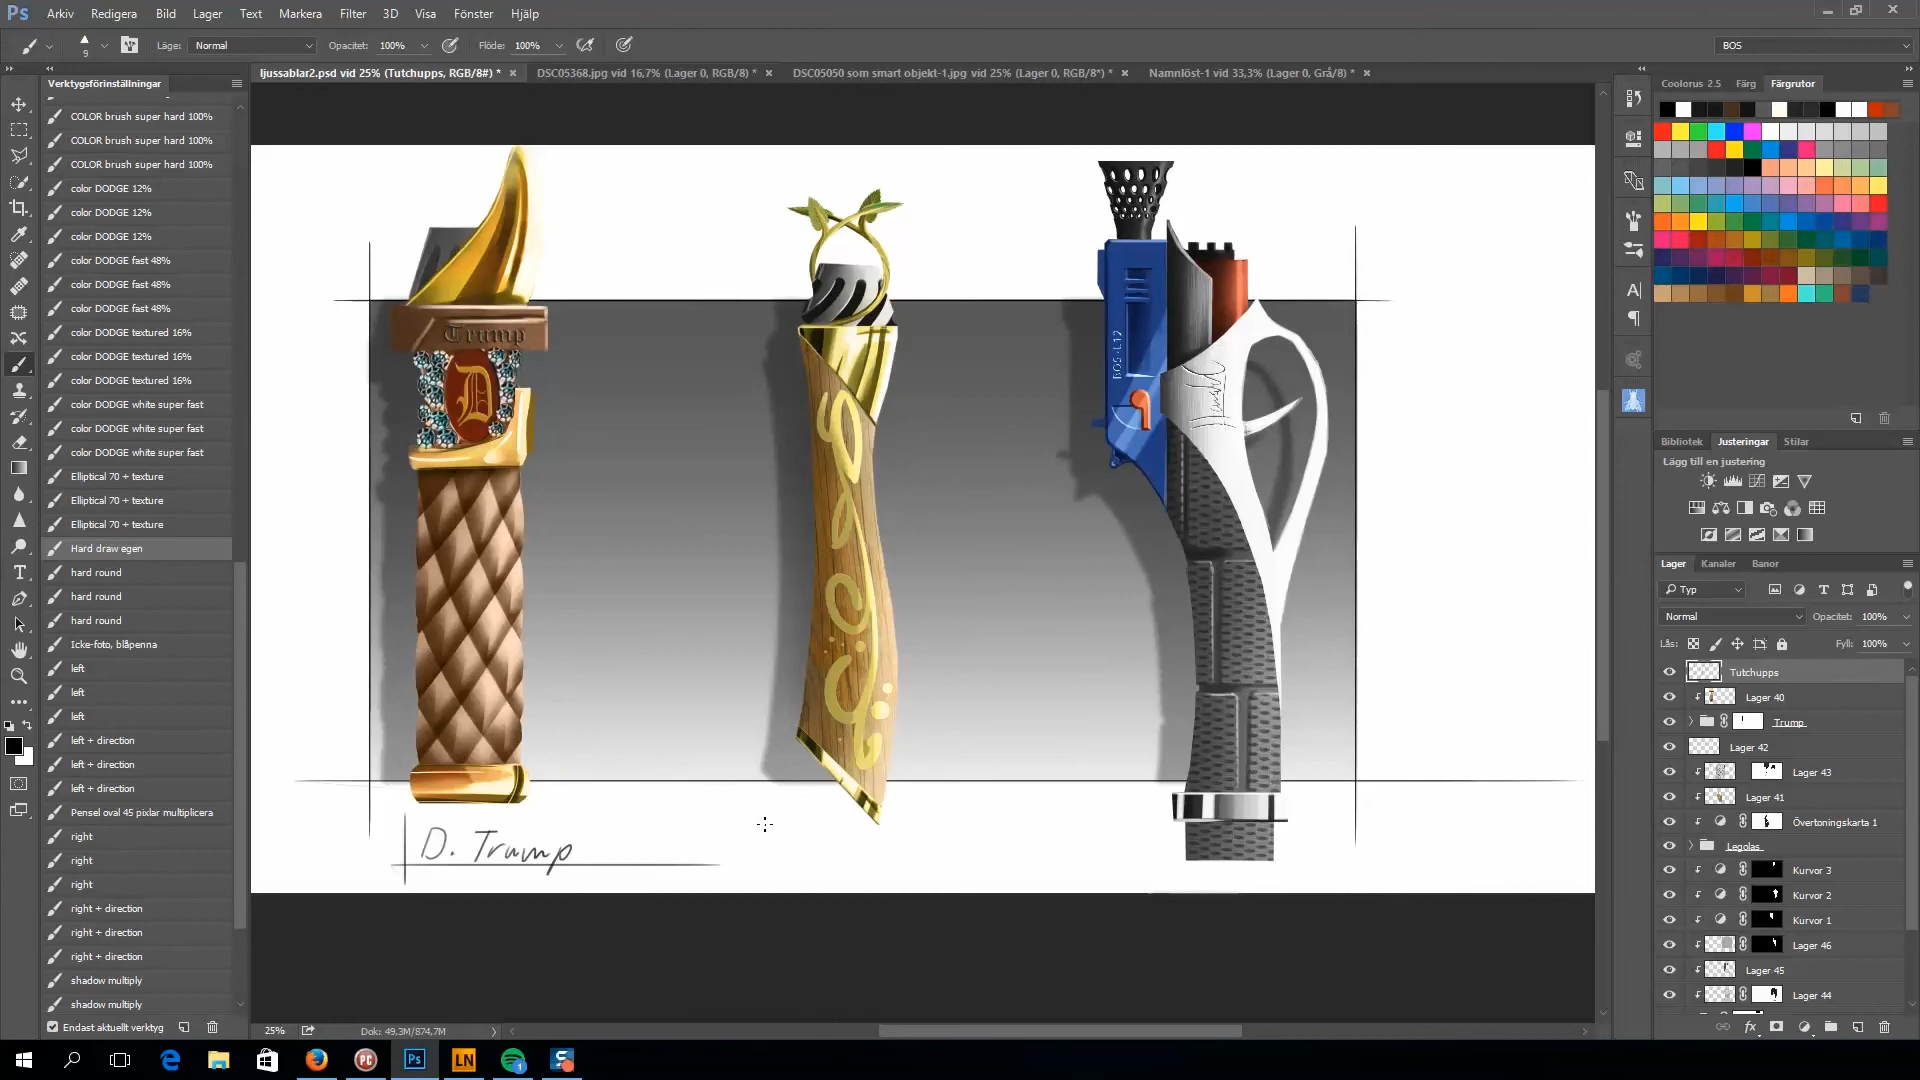 Ps Arkiv Redigera Bild Lager Text Markera Filter 3D Visa Fönster Hjälp
9 Läge: Normal Opacitet: 100% Flöde: 100% BOS
ljussablar2.psd vid 25% (Tutchupps, RGB/8#) * DSC05368.jpg vid 16,7% (Lager 0, RGB/8) * DSC05050 som smart objekt-1.jpg vid 25% (Lager 0, RGB/8*) * Namnlöst-1 vid 33,3% (Lager 0, Grå/8) *
Verktygsförinställningar
COLOR brush super hard 100%
COLOR brush super hard 100%
COLOR brush super hard 100%
color DODGE 12%
color DODGE 12%
color DODGE 12%
color DODGE fast 48%
color DODGE fast 48%
color DODGE fast 48%
color DODGE textured 16%
color DODGE textured 16%
color DODGE textured 16%
color DODGE white super fast
color DODGE white super fast
color DODGE white super fast
Elliptical 70 + texture
Elliptical 70 + texture
Elliptical 70 + texture
Hard draw egen
hard round
hard round
hard round
Icke-foto, blåpenna
left
left
left
left + direction
left + direction
left + direction
Pensel oval 45 pixlar multiplicera
right
right
right
right + direction
right + direction
right + direction
shadow multiply
shadow multiply
Endast aktuellt verktyg
Trump
D
BOS-L12
D. Trump
25% Dok: 49,3M/874,7M
Coolorus 2.5 Färg Färgrutor
Bibliotek Justeringar Stilar
Lägg till en justering
Lager Kanaler Banor
Typ
Normal Opacitet: 100%
Lås: Fyll: 100%
Tutchupps
Lager 40
Trump
Lager 42
Lager 43
Lager 41
Övertoningskarta 1
Legolas
Kurvor 3
Kurvor 2
Kurvor 1
Lager 46
Lager 45
Lager 44
fx
PC Ps LN 1 S